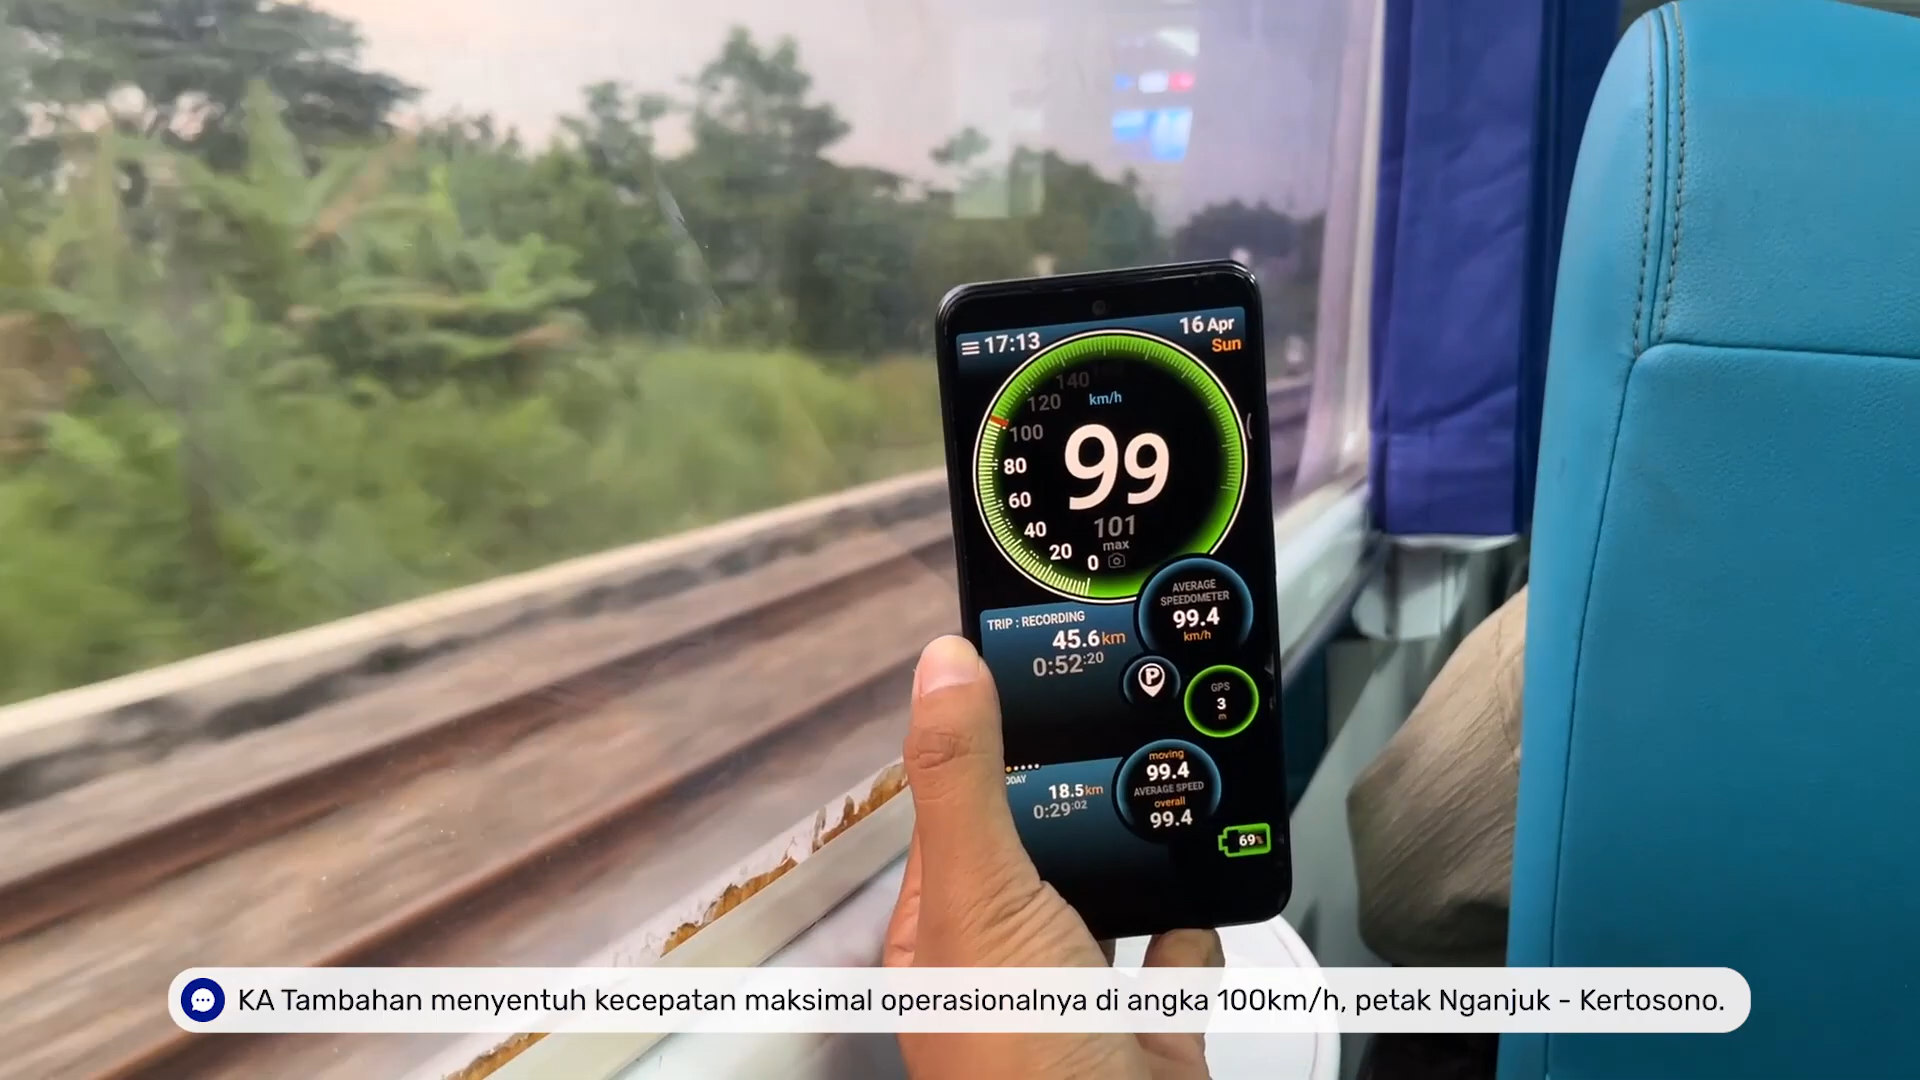 17:13
16 Apr
Sun
140
120
km/h
100
99
80
60
101
40
max
20
0
AVERAGE
SPEEDOMETER
99.4
km/h
TRIP : RECORDING
45.6km
0:52:20
P
GPS
3
m
moving
99.4
AVERAGE SPEED
overall
99.4
18.5km
0:29:02
69%
KA Tambahan menyentuh kecepatan maksimal operasionalnya di angka 100km/h, petak Nganjuk - Kertosono.